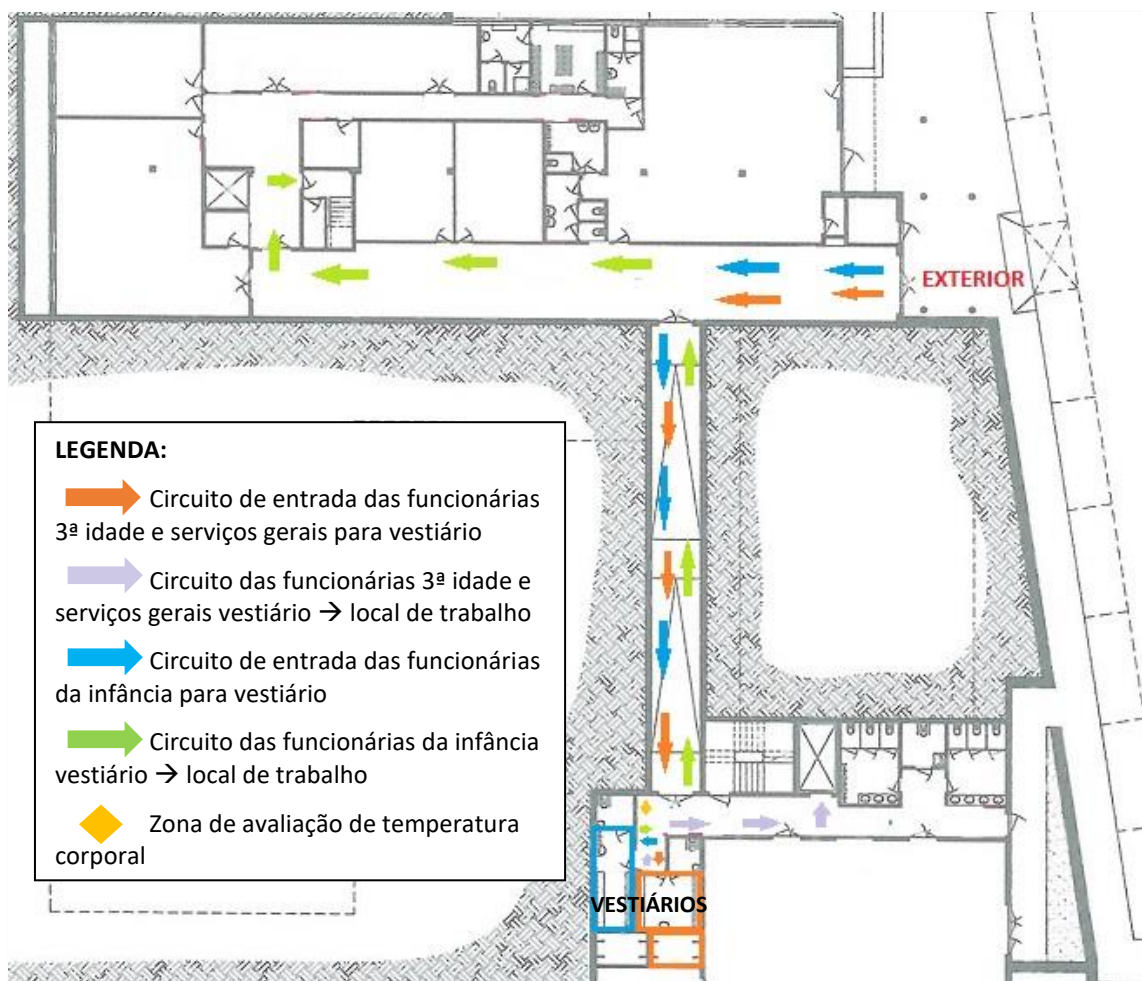 EXTERIOR
LEGENDA:
Circuito de entrada das funcionárias
3ª idade e serviços gerais para vestiário
Circuito das funcionárias 3ª idade e
serviços gerais vestiário → local de trabalho
Circuito de entrada das funcionárias
da infância para vestiário
Circuito das funcionárias da infância
vestiário → local de trabalho
Zona de avaliação de temperatura
corporal
VESTIÁRIOS